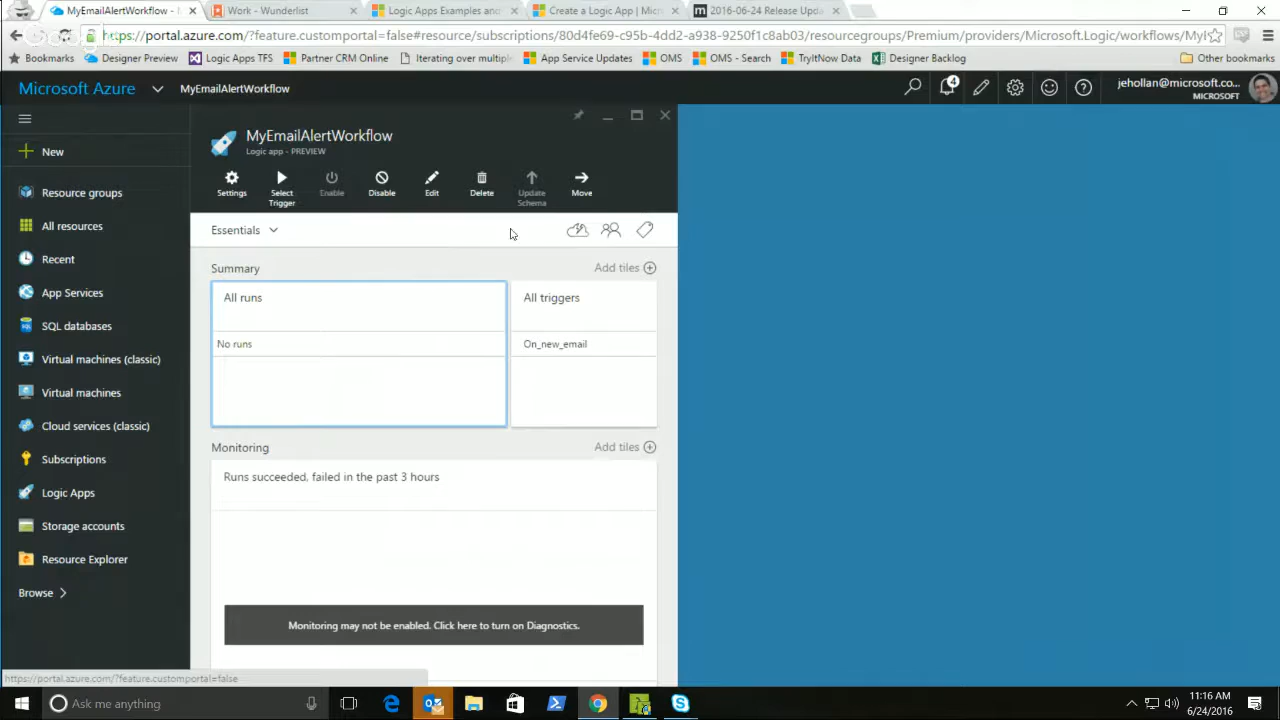 MyEmailAlertWorkflow -
Work - Wunderlist
Logic Apps Examples and
Create a Logic App | Micr
2016-06-24 Release Upda
https://portal.azure.com/?feature.customportal=false#resource/subscriptions/80d4fe69-c95b-4dd2-a938-9250f1c8ab03/resourcegroups/Premium/providers/Microsoft.Logic/workflows/MyE
Bookmarks
Designer Preview
Logic Apps TFS
Partner CRM Online
Iterating over multipl
App Service Updates
OMS
OMS - Search
TryItNow Data
Designer Backlog
Other bookmarks
Microsoft Azure
MyEmailAlertWorkflow
4
jehollan@microsoft.co...
MICROSOFT
MyEmailAlertWorkflow
Logic app - PREVIEW
New
Settings
Select Trigger
Enable
Disable
Edit
Delete
Update Schema
Move
Resource groups
All resources
Recent
App Services
SQL databases
Virtual machines (classic)
Virtual machines
Cloud services (classic)
Subscriptions
Logic Apps
Storage accounts
Resource Explorer
Browse
Essentials
Summary
Add tiles
All runs
No runs
All triggers
On_new_email
Monitoring
Add tiles
Runs succeeded, failed in the past 3 hours
Monitoring may not be enabled. Click here to turn on Diagnostics.
https://portal.azure.com/?feature.customportal=false
Ask me anything
11:16 AM
6/24/2016